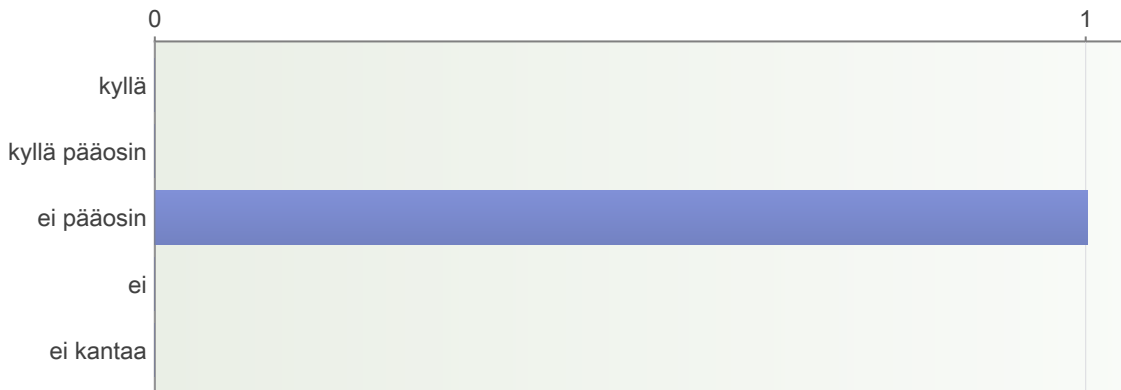 0 1
kyllä
kyllä pääosin
ei pääosin
ei
ei kantaa